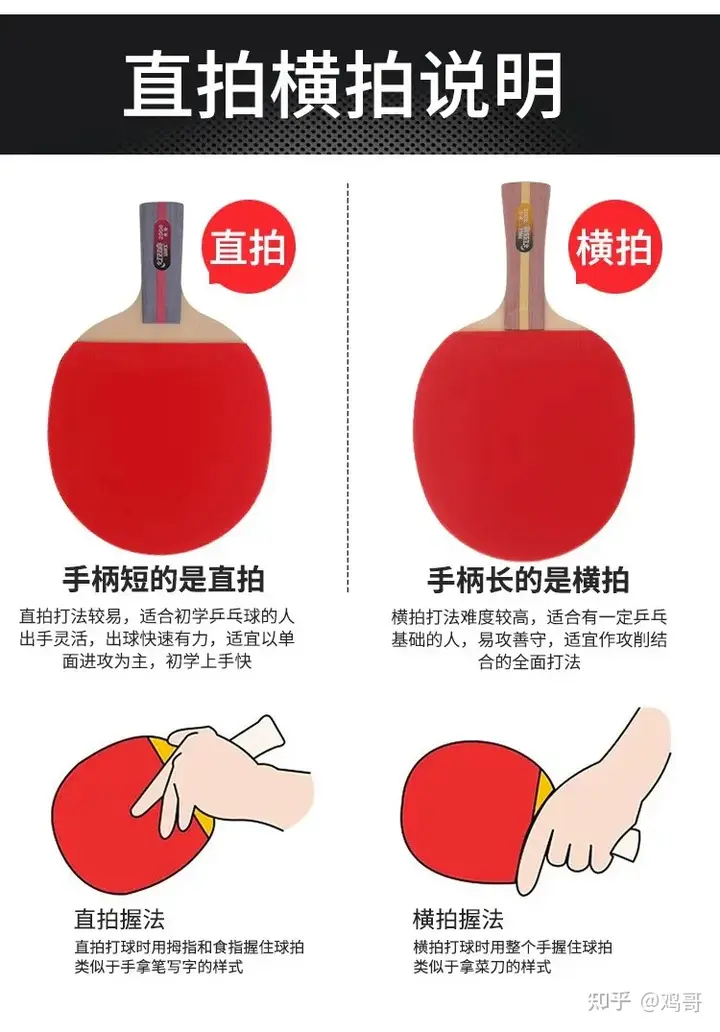 直拍横拍说明
直拍
横拍
手柄短的是直拍
直拍打法较易，适合初学乒乓球的人
出手灵活，出球快速有力，适宜以单
面进攻为主，初学上手快
手柄长的是横拍
横拍打法难度较高，适合有一定乒乓
基础的人，易攻善守，适宜作攻削结
合的全面打法
直拍握法
直拍打球时用拇指和食指握住球拍
类似于手拿笔写字的样式
横拍握法
横拍打球时用整个手握住球拍
类似于拿菜刀的样式
知乎 @鸡哥